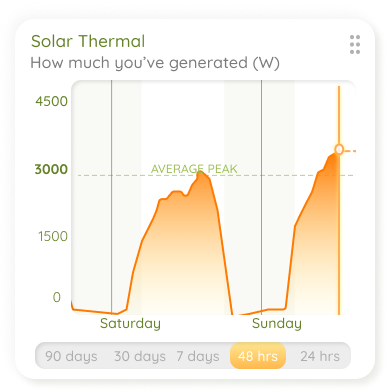 Solar Thermal
How much you've generated (W)
4500
3000
AVERAGE PEAK
1500
0
Saturday Sunday
90 days 30 days 7 days 48 hrs 24 hrs